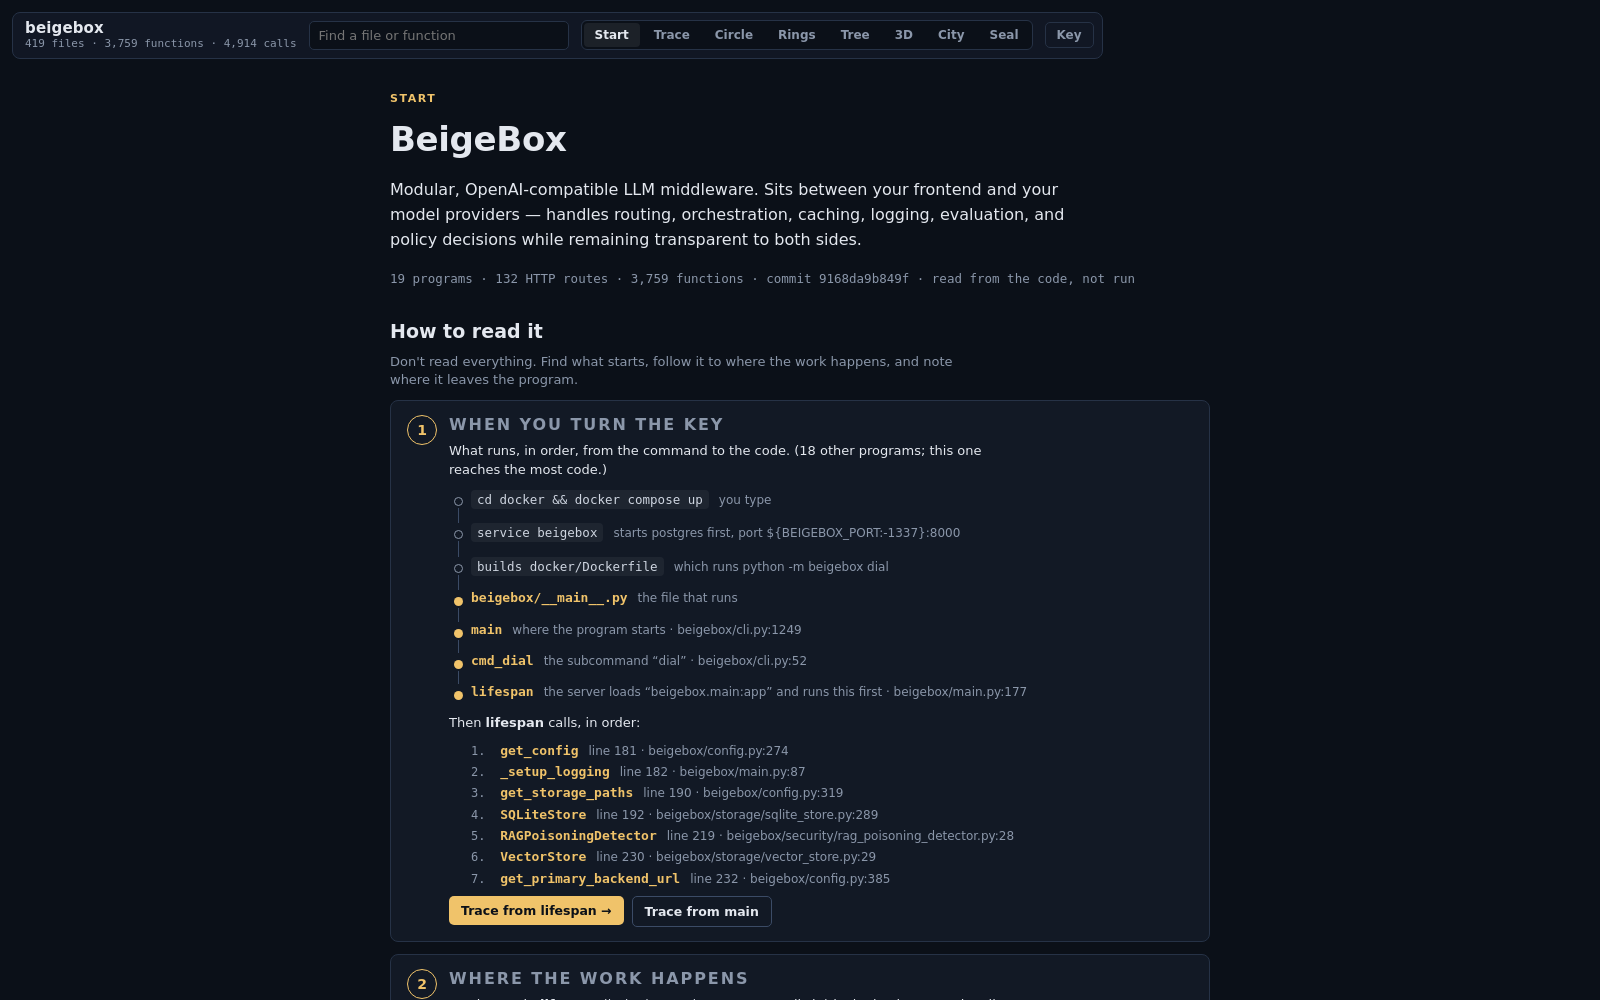 beigebox
419 files · 3,759 functions · 4,914 calls
Find a file or function
Start Trace Circle Rings Tree 3D City Seal Key
START
BeigeBox
Modular, OpenAI-compatible LLM middleware. Sits between your frontend and your
model providers — handles routing, orchestration, caching, logging, evaluation, and
policy decisions while remaining transparent to both sides.
19 programs · 132 HTTP routes · 3,759 functions · commit 9168da9b849f · read from the code, not run
How to read it
Don't read everything. Find what starts, follow it to where the work happens, and note
where it leaves the program.
1 WHEN YOU TURN THE KEY
What runs, in order, from the command to the code. (18 other programs; this one
reaches the most code.)
cd docker && docker compose up you type
service beigebox starts postgres first, port ${BEIGEBOX_PORT:-1337}:8000
builds docker/Dockerfile which runs python -m beigebox dial
beigebox/__main__.py the file that runs
main where the program starts · beigebox/cli.py:1249
cmd_dial the subcommand “dial” · beigebox/cli.py:52
lifespan the server loads “beigebox.main:app” and runs this first · beigebox/main.py:177
Then lifespan calls, in order:
1. get_config line 181 · beigebox/config.py:274
2. _setup_logging line 182 · beigebox/main.py:87
3. get_storage_paths line 190 · beigebox/config.py:319
4. SQLiteStore line 192 · beigebox/storage/sqlite_store.py:289
5. RAGPoisoningDetector line 219 · beigebox/security/rag_poisoning_detector.py:28
6. VectorStore line 230 · beigebox/storage/vector_store.py:29
7. get_primary_backend_url line 232 · beigebox/config.py:385
Trace from lifespan → Trace from main
2 WHERE THE WORK HAPPENS